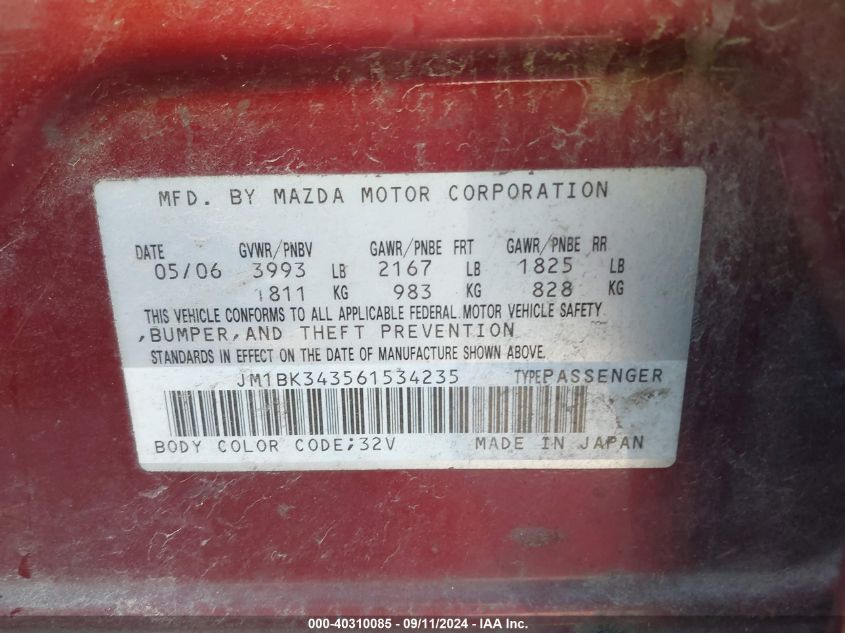 MFD. BY MAZDA MOTOR CORPORATION
DATE GVWR/PNBV GAWR/PNBE FRT GAWR/PNBE RR
05/06 3993 LB 2167 LB 1825 LB
1811 KG 983 KG 828 KG
THIS VEHICLE CONFORMS TO ALL APPLICABLE FEDERAL MOTOR VEHICLE SAFETY
,BUMPER,AND THEFT PREVENTION
STANDARDS IN EFFECT ON THE DATE OF MANUFACTURE SHOWN ABOVE.
JM1BK343561534235 TYPE PASSENGER
BODY COLOR CODE;32V MADE IN JAPAN
000-40310085 - 09/11/2024 - IAA Inc.